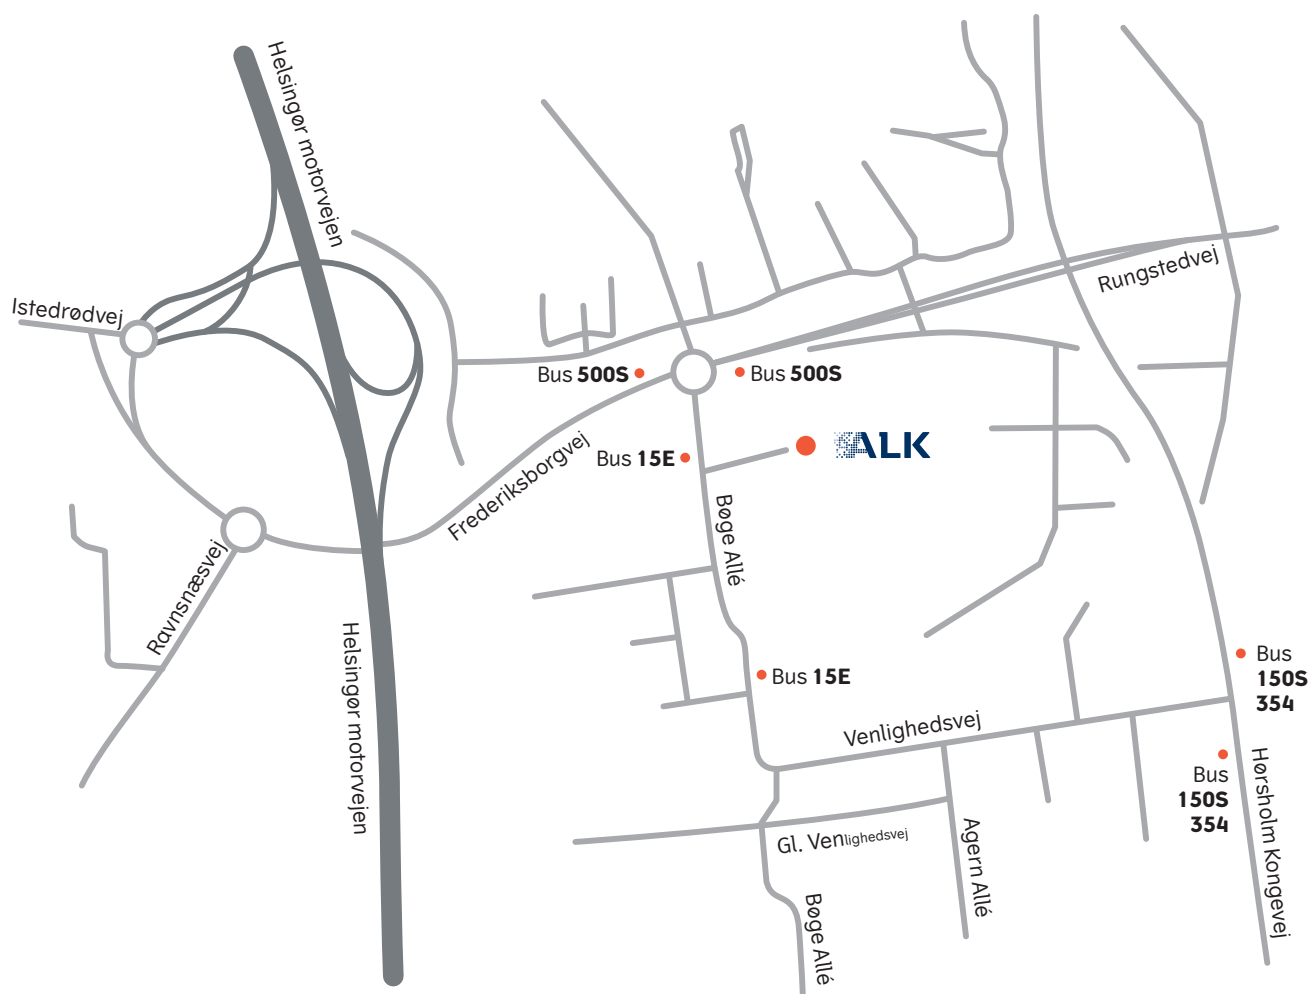 Helsingør motorvejen
Istedrødvej
Rungstedvej
Bus 500S
Bus 500S
ALK
Bus 15E
Frederiksborgvej
Bøge Allé
Ravnsnæsvej
Helsingør motorvejen
Bus
150S
354
Bus 15E
Venlighedsvej
Bus
150S
354
Hørsholm Kongevej
Gl. Venlighedsvej
Agern Allé
Bøge Allé